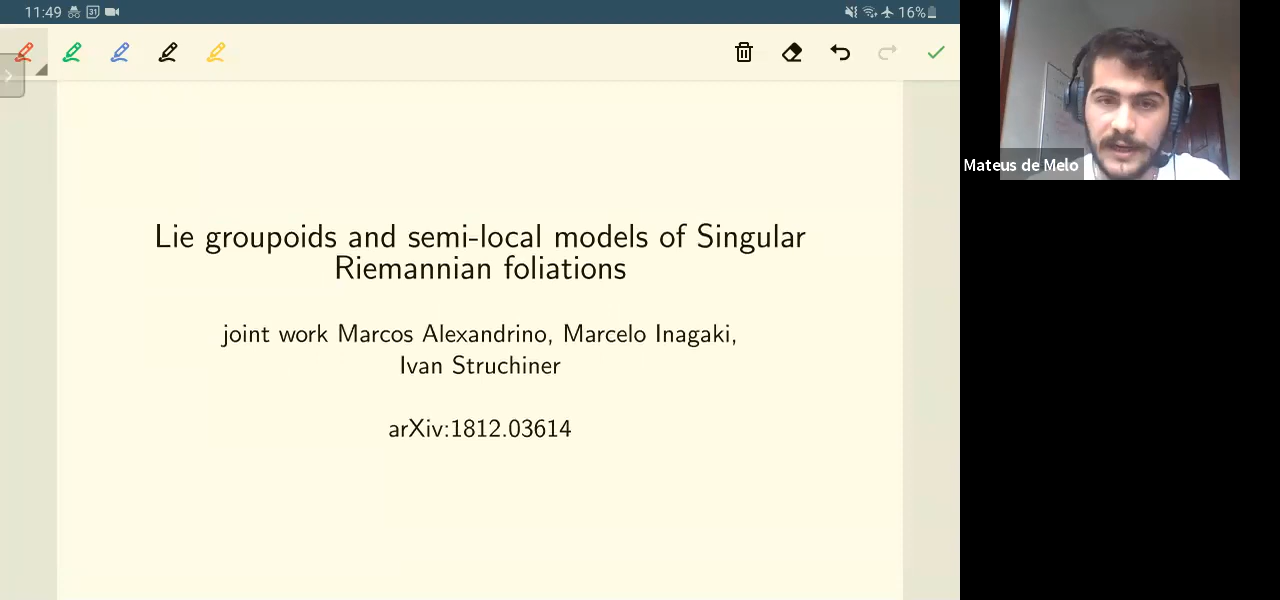 11:49
31
16%
Mateus de Melo
Lie groupoids and semi-local models of Singular
Riemannian foliations
joint work Marcos Alexandrino, Marcelo Inagaki,
Ivan Struchiner
arXiv:1812.03614